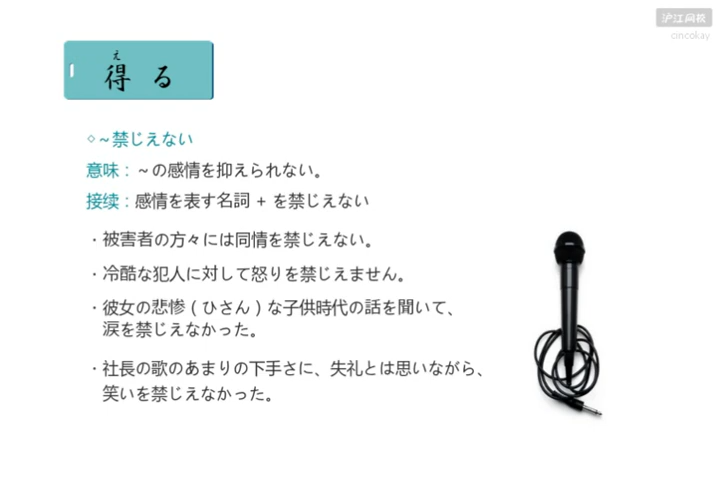 沪江网校
cincokay
え
得る
◇~禁じえない
意味：~の感情を抑えられない。
接续：感情を表す名詞 + を禁じえない
・被害者の方々には同情を禁じえない。
・冷酷な犯人に対して怒りを禁じえません。
・彼女の悲惨（ひさん）な子供時代の話を聞いて、
涙を禁じえなかった。
・社長の歌のあまりの下手さに、失礼とは思いながら、
笑いを禁じえなかった。